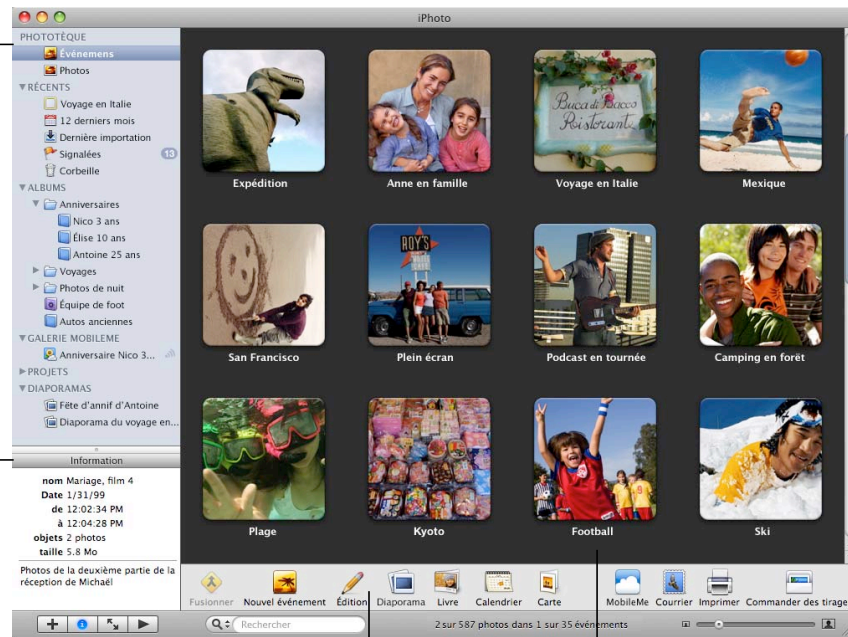 iPhoto
PHOTOTÈQUE
Événemens
Photos
RÉCENTS
Voyage en Italie
12 derniers mois
Dernière importation
Signalées 13
Corbeille
ALBUMS
Anniversaires
Nico 3 ans
Élise 10 ans
Antoine 25 ans
Voyages
Photos de nuit
Équipe de foot
Autos anciennes
GALERIE MOBILEME
Anniversaire Nico 3...
PROJETS
DIAPORAMAS
Fête d'annif d'Antoine
Diaporama du voyage en...
Information
nom Mariage, film 4
Date 1/31/99
de 12:02:34 PM
à 12:04:28 PM
objets 2 photos
taille 5.8 Mo
Photos de la deuxième partie de la
réception de Michaël
Buca di Bacco
Ristorante
Expédition
Anne en famille
Voyage en Italie
Mexique
ROY'S
San Francisco
Plein écran
Podcast en tournée
Camping en forêt
Plage
Kyoto
Football
Ski
Fusionner
Nouvel événement
Édition
Diaporama
Livre
Calendrier
Carte
MobileMe
Courrier
Imprimer
Commander des tirage
Rechercher
2 sur 587 photos dans 1 sur 35 événements